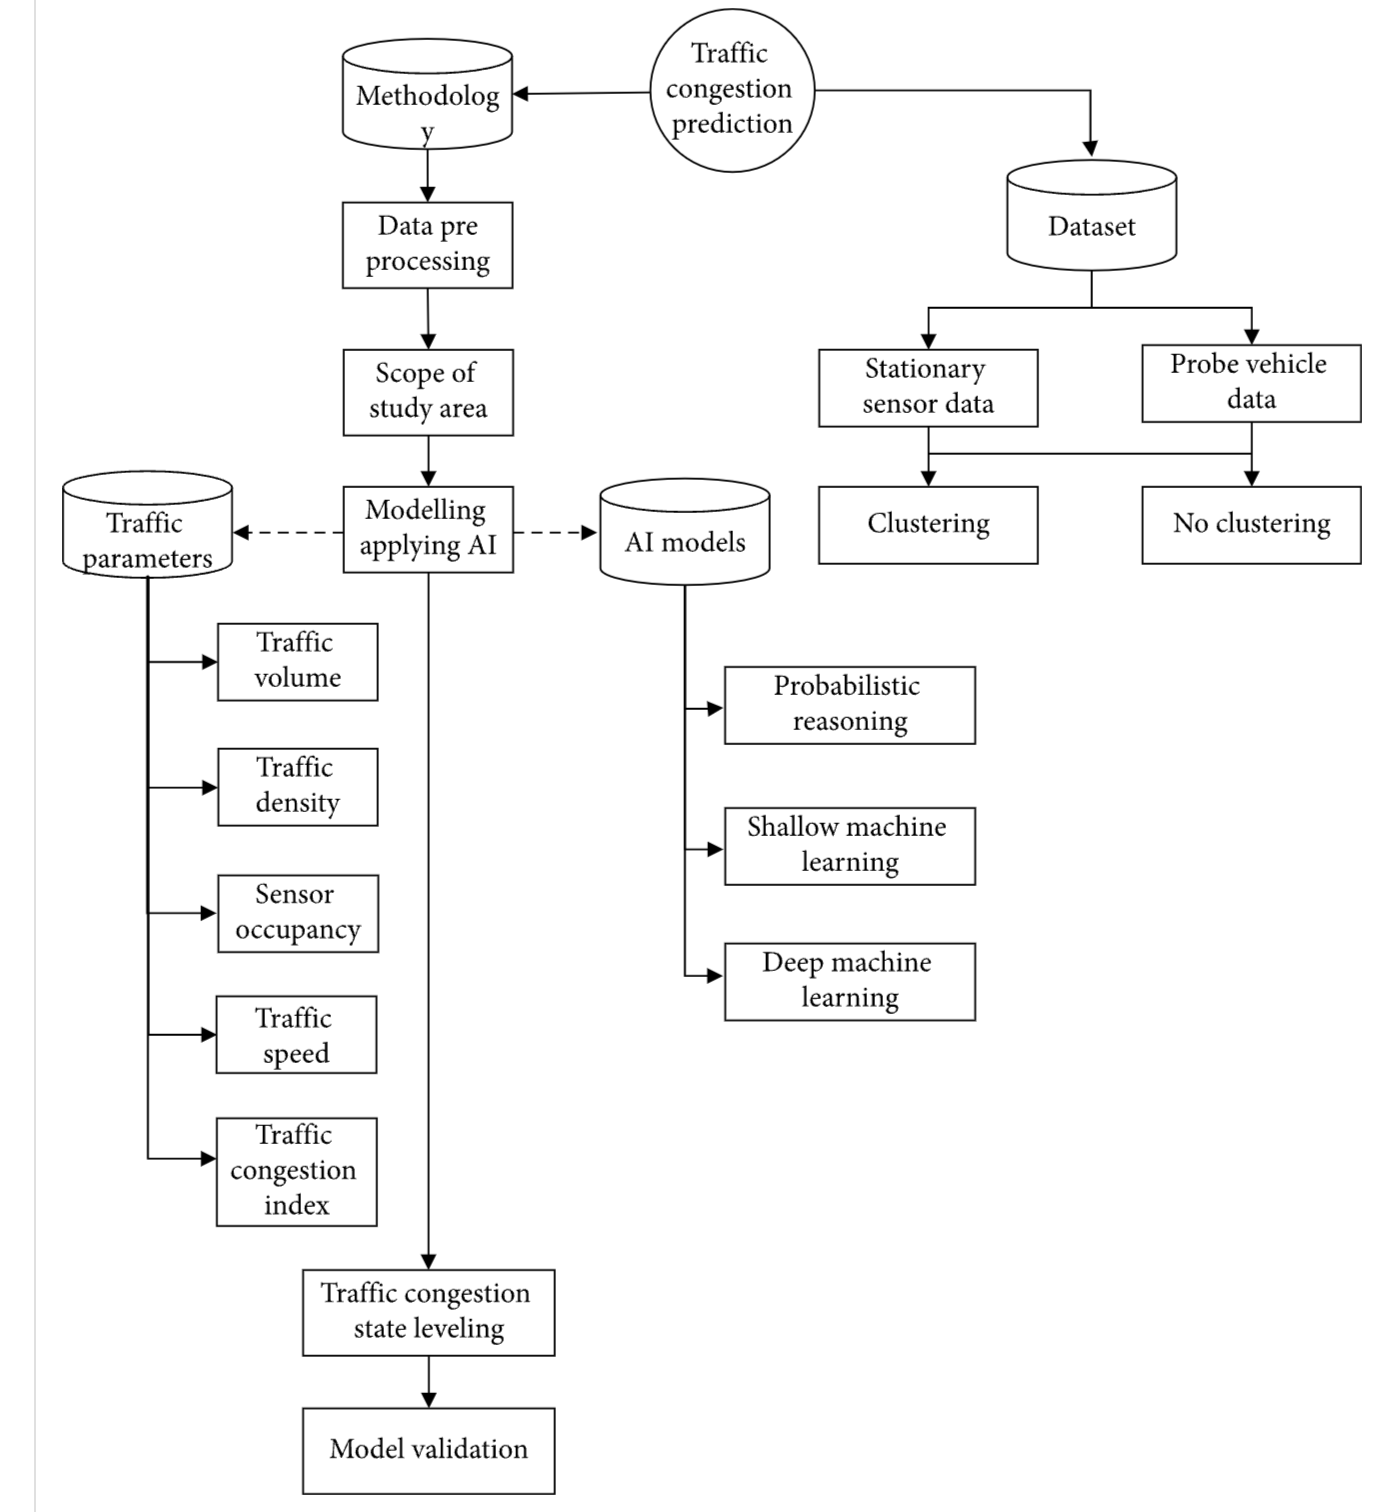 Traffic
congestion
prediction
Methodolog
y
Dataset
Data pre
processing
Scope of
study area
Stationary
sensor data
Probe vehicle
data
Traffic
parameters
Modelling
applying AI
AI models
Clustering
No clustering
Traffic
volume
Traffic
density
Sensor
occupancy
Traffic
speed
Traffic
congestion
index
Probabilistic
reasoning
Shallow machine
learning
Deep machine
learning
Traffic congestion
state leveling
Model validation